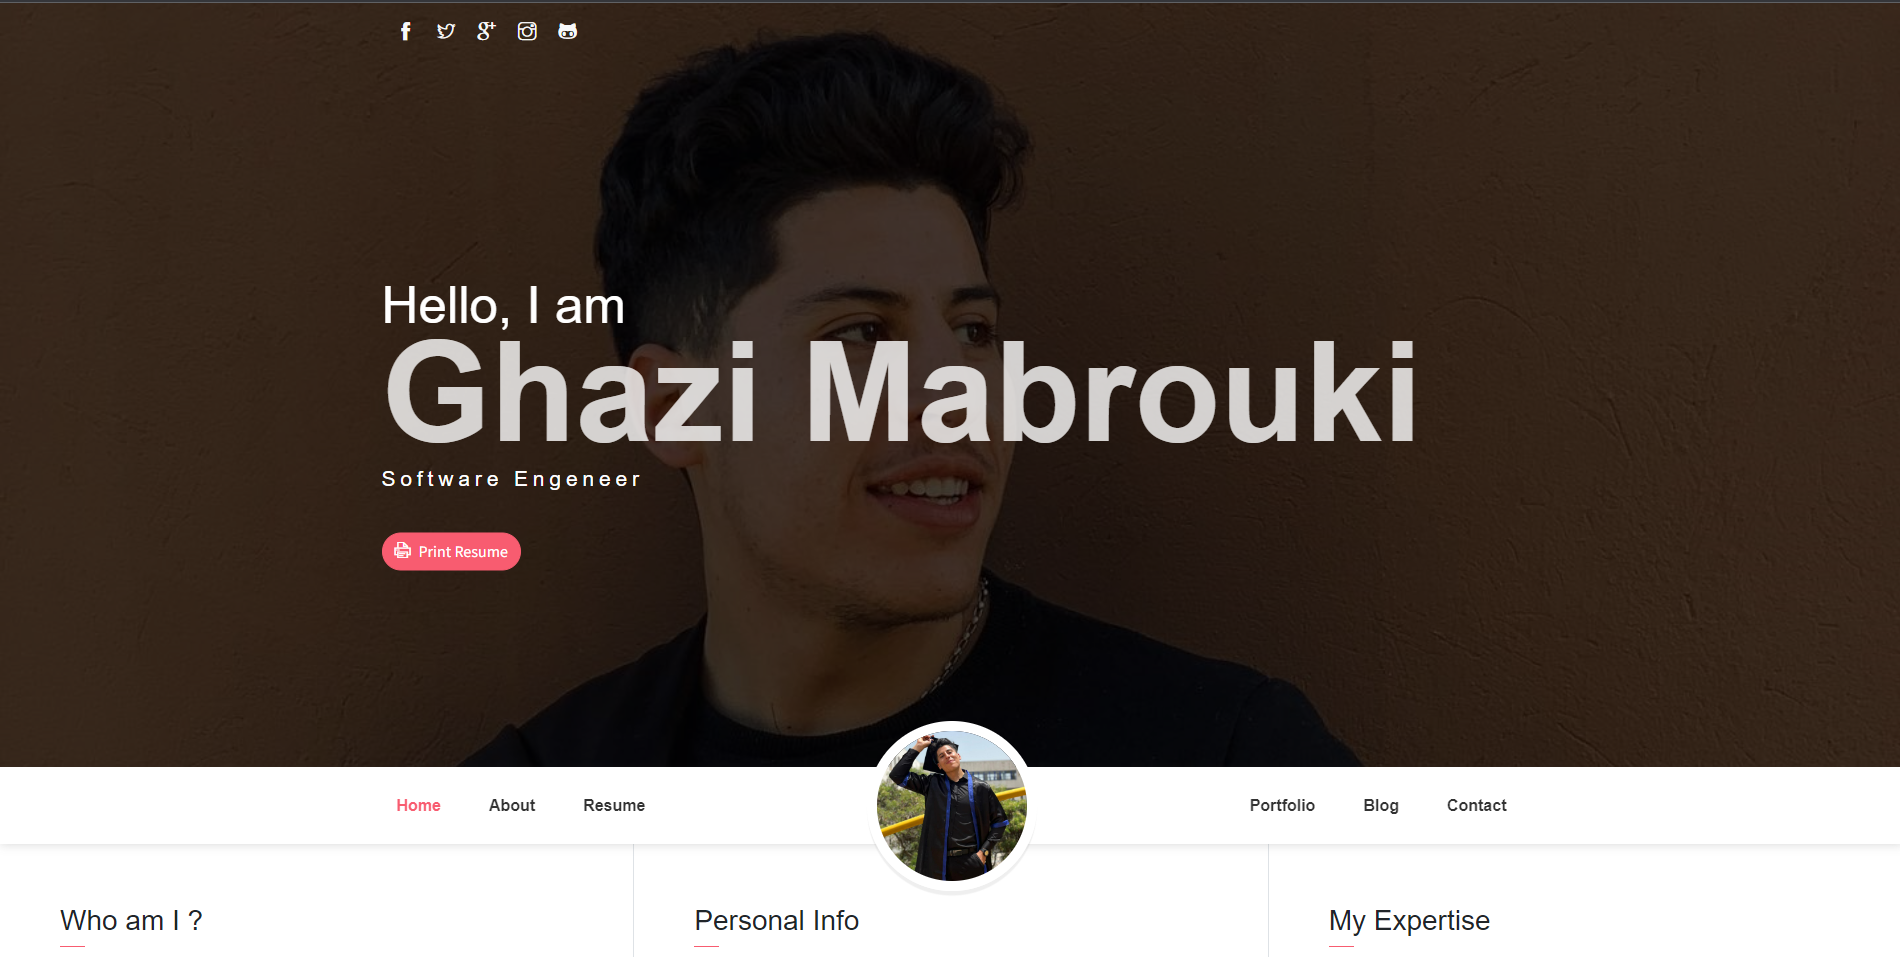 Hello, I am
Ghazi Mabrouki
Software Engeneer
Print Resume
Home About Resume Portfolio Blog Contact
Who am I ? Personal Info My Expertise